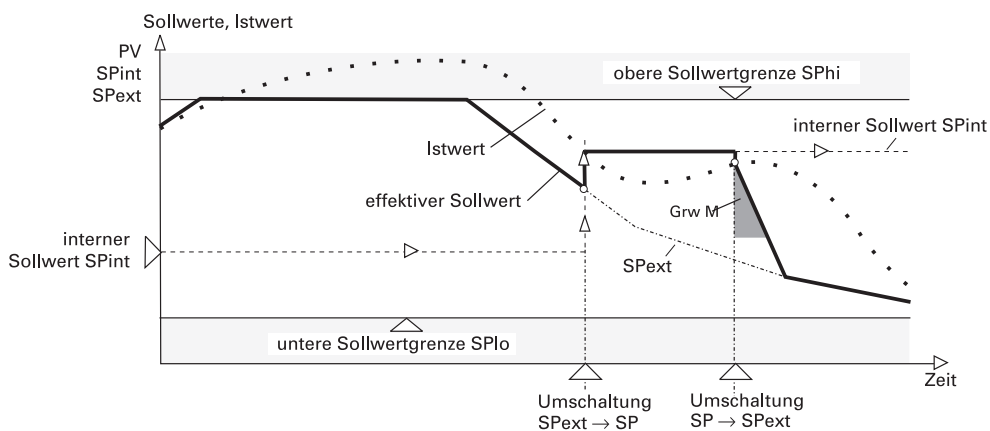 Sollwerte, Istwert
PV
SPint
SPext
obere Sollwertgrenze SPhi
interner Sollwert SPint
Istwert
effektiver Sollwert
Grw M
interner
Sollwert SPint
SPext
untere Sollwertgrenze SPlo
Zeit
Umschaltung
SPext → SP
Umschaltung
SP → SPext